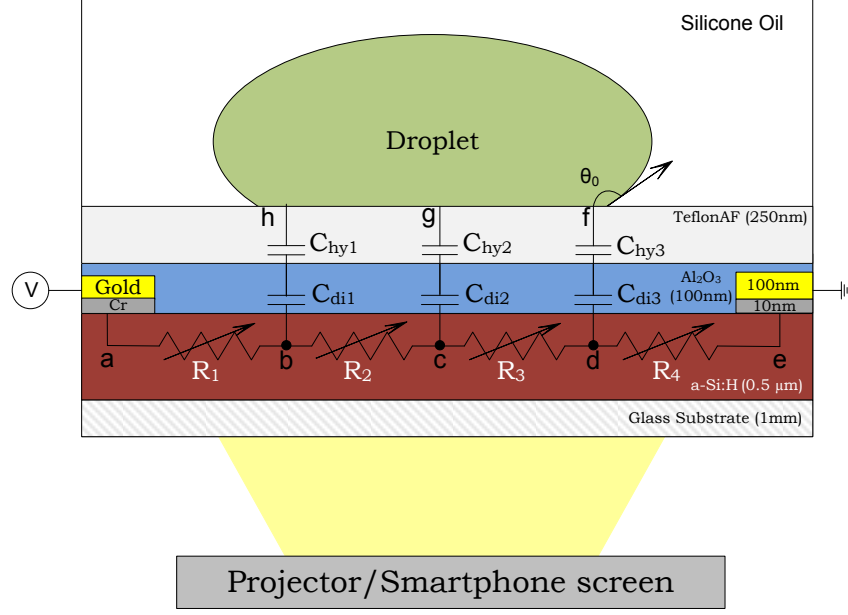 Silicone Oil
Droplet
θ0
h
g
f
TeflonAF (250nm)
Chy1
Chy2
Chy3
V
Gold
Cr
Cdi1
Cdi2
Cdi3
Al2O3
(100nm)
100nm
10nm
a
b
c
d
e
R1
R2
R3
R4
a-Si:H (0.5 μm)
Glass Substrate (1mm)
Projector/Smartphone screen